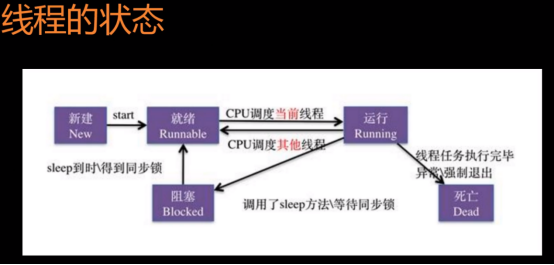 线程的状态
新建
New
start
就绪
Runnable
CPU调度当前线程
CPU调度其他线程
运行
Running
sleep到时\得到同步锁
线程任务执行完毕
异常\强制退出
阻塞
Blocked
调用了sleep方法\等待同步锁
死亡
Dead